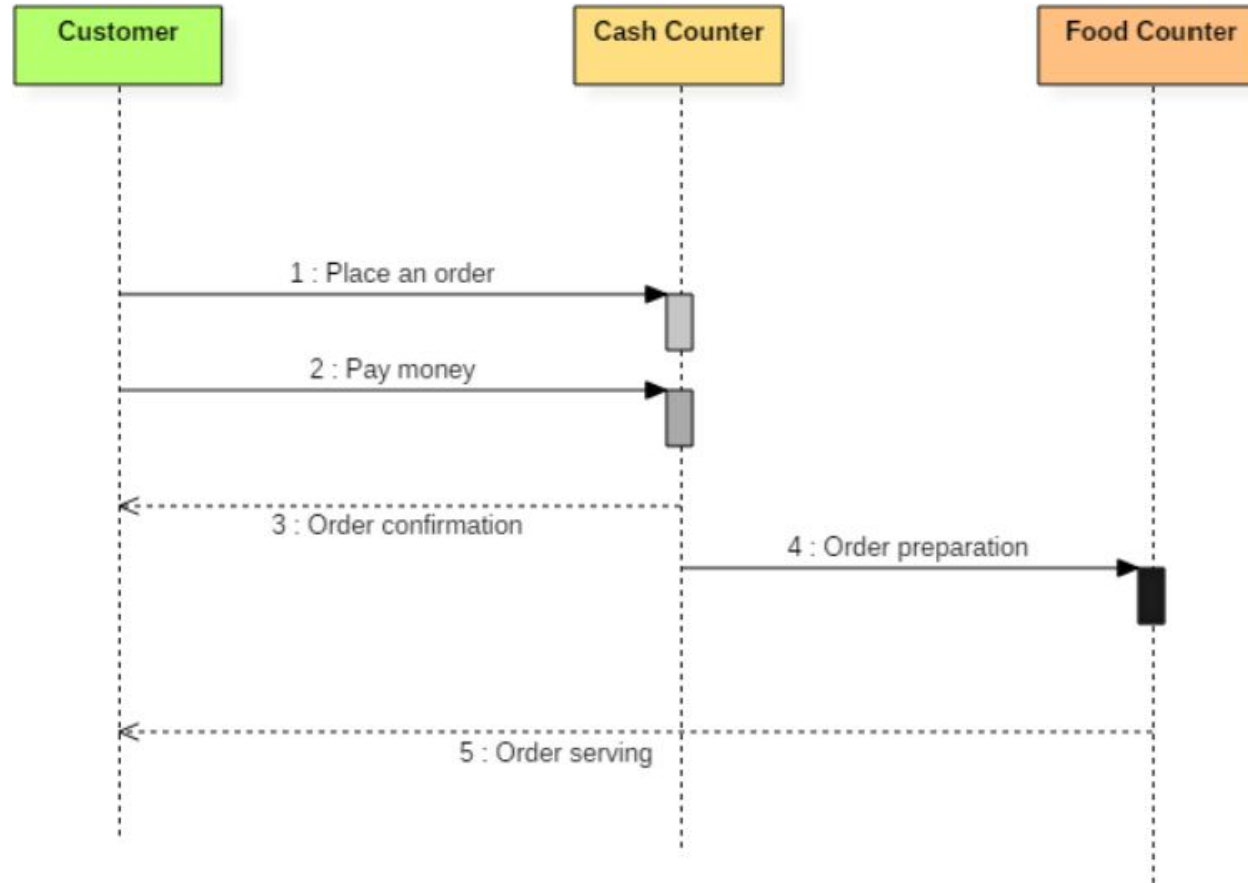 Customer
Cash Counter
Food Counter
1 : Place an order
2 : Pay money
3 : Order confirmation
4 : Order preparation
5 : Order serving